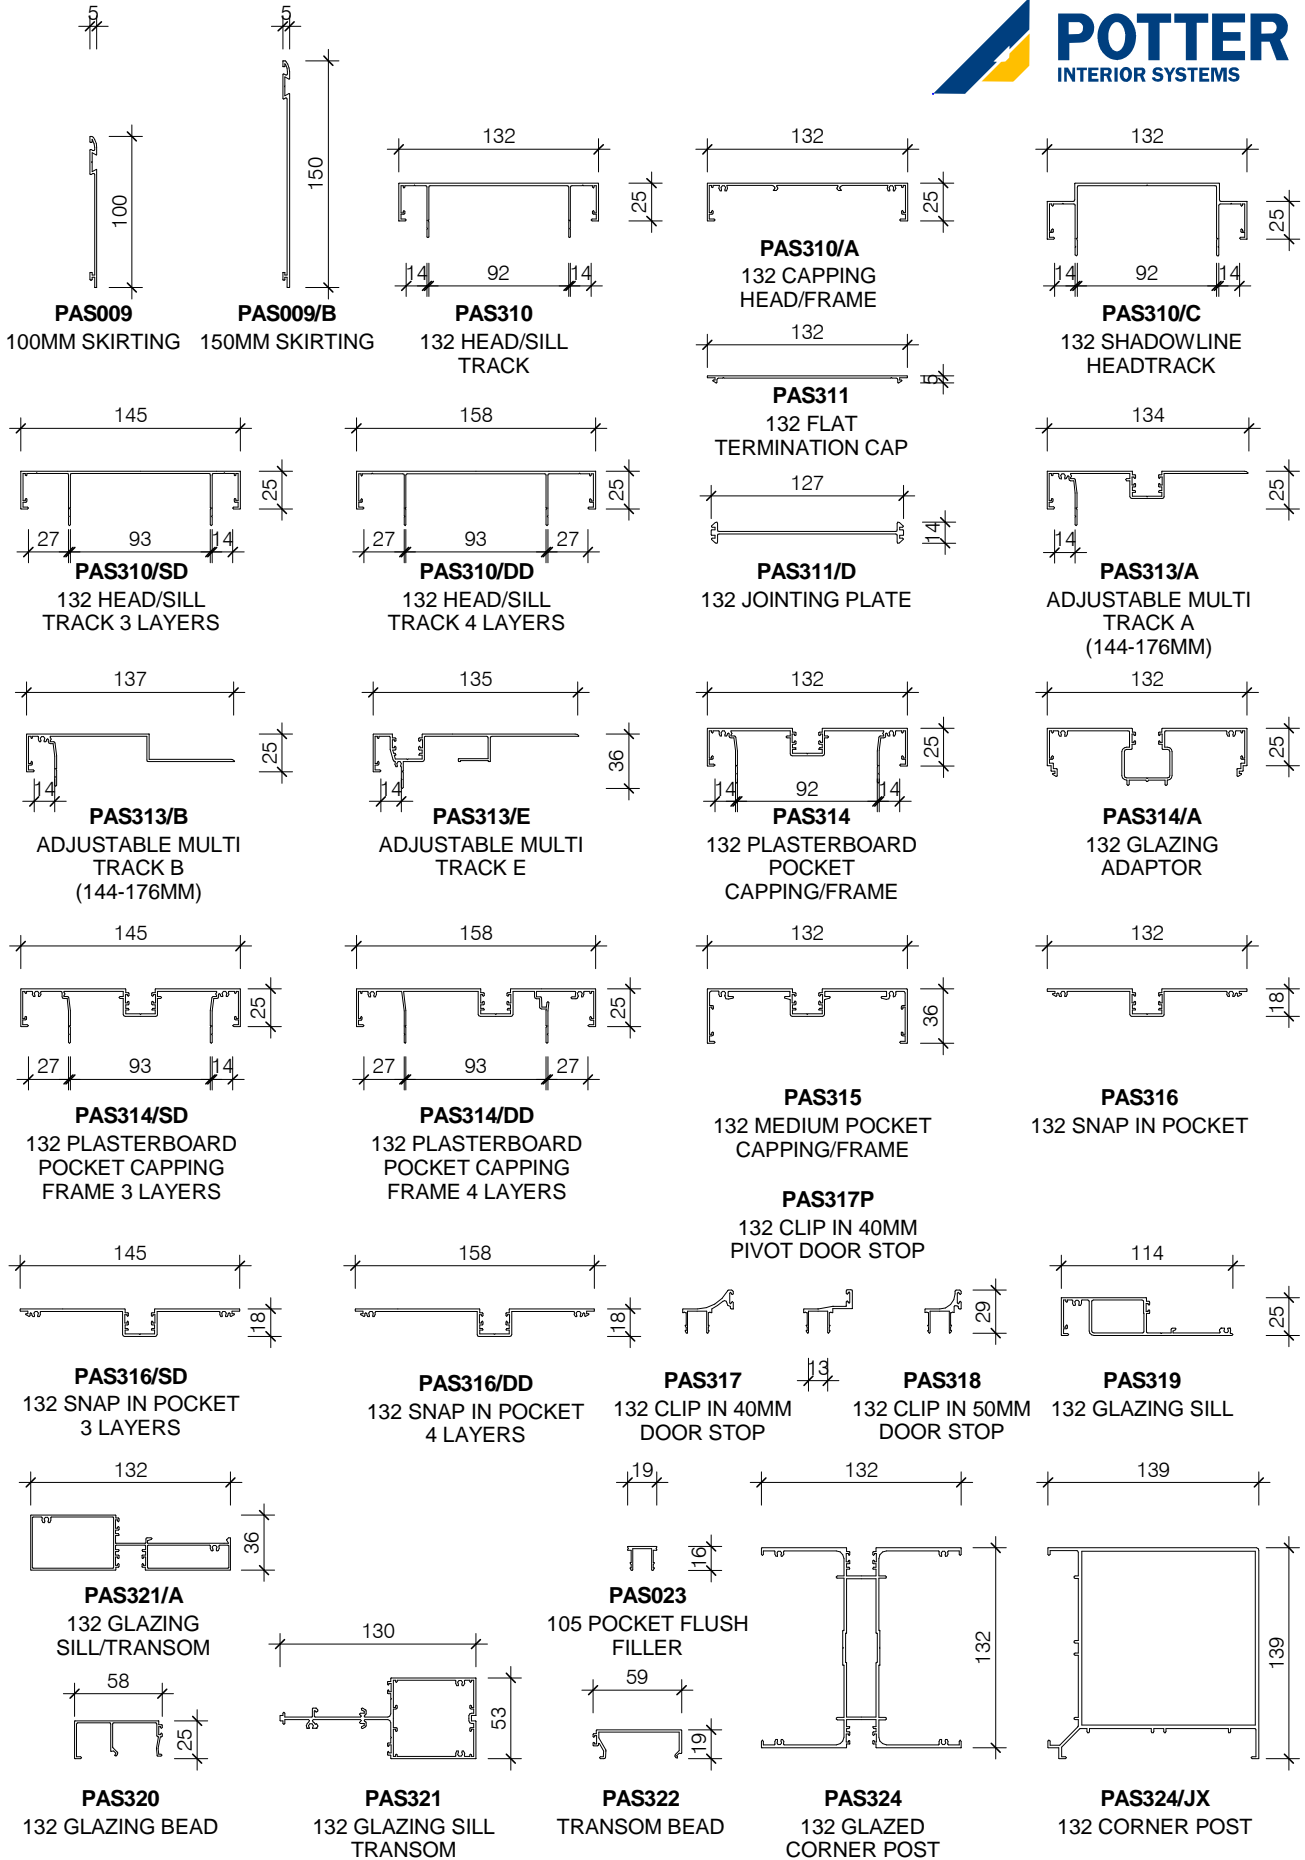 POTTER
INTERIOR SYSTEMS
5
100
PAS009
100MM SKIRTING
5
150
PAS009/B
150MM SKIRTING
132
25
14 92 14
PAS310
132 HEAD/SILL
TRACK
132
25
PAS310/A
132 CAPPING
HEAD/FRAME
132
25
14 92 14
PAS310/C
132 SHADOWLINE
HEADTRACK
132
5
PAS311
132 FLAT
TERMINATION CAP
145
25
27 93 14
PAS310/SD
132 HEAD/SILL
TRACK 3 LAYERS
158
25
27 93 27
PAS310/DD
132 HEAD/SILL
TRACK 4 LAYERS
127
14
PAS311/D
132 JOINTING PLATE
134
25
14
PAS313/A
ADJUSTABLE MULTI
TRACK A
(144-176MM)
137
25
14
PAS313/B
ADJUSTABLE MULTI
TRACK B
(144-176MM)
135
36
14
PAS313/E
ADJUSTABLE MULTI
TRACK E
132
25
14 92 14
PAS314
132 PLASTERBOARD
POCKET
CAPPING/FRAME
132
25
PAS314/A
132 GLAZING
ADAPTOR
145
25
27 93 14
PAS314/SD
132 PLASTERBOARD
POCKET CAPPING
FRAME 3 LAYERS
158
25
27 93 27
PAS314/DD
132 PLASTERBOARD
POCKET CAPPING
FRAME 4 LAYERS
132
36
PAS315
132 MEDIUM POCKET
CAPPING/FRAME
132
18
PAS316
132 SNAP IN POCKET
145
18
PAS316/SD
132 SNAP IN POCKET
3 LAYERS
158
18
PAS316/DD
132 SNAP IN POCKET
4 LAYERS
PAS317P
132 CLIP IN 40MM
PIVOT DOOR STOP
13
PAS317
132 CLIP IN 40MM
DOOR STOP
29
PAS318
132 CLIP IN 50MM
DOOR STOP
114
25
PAS319
132 GLAZING SILL
132
36
PAS321/A
132 GLAZING
SILL/TRANSOM
19
16
PAS023
105 POCKET FLUSH
FILLER
58
25
PAS320
132 GLAZING BEAD
130
53
PAS321
132 GLAZING SILL
TRANSOM
59
19
PAS322
TRANSOM BEAD
132
132
PAS324
132 GLAZED
CORNER POST
139
139
PAS324/JX
132 CORNER POST